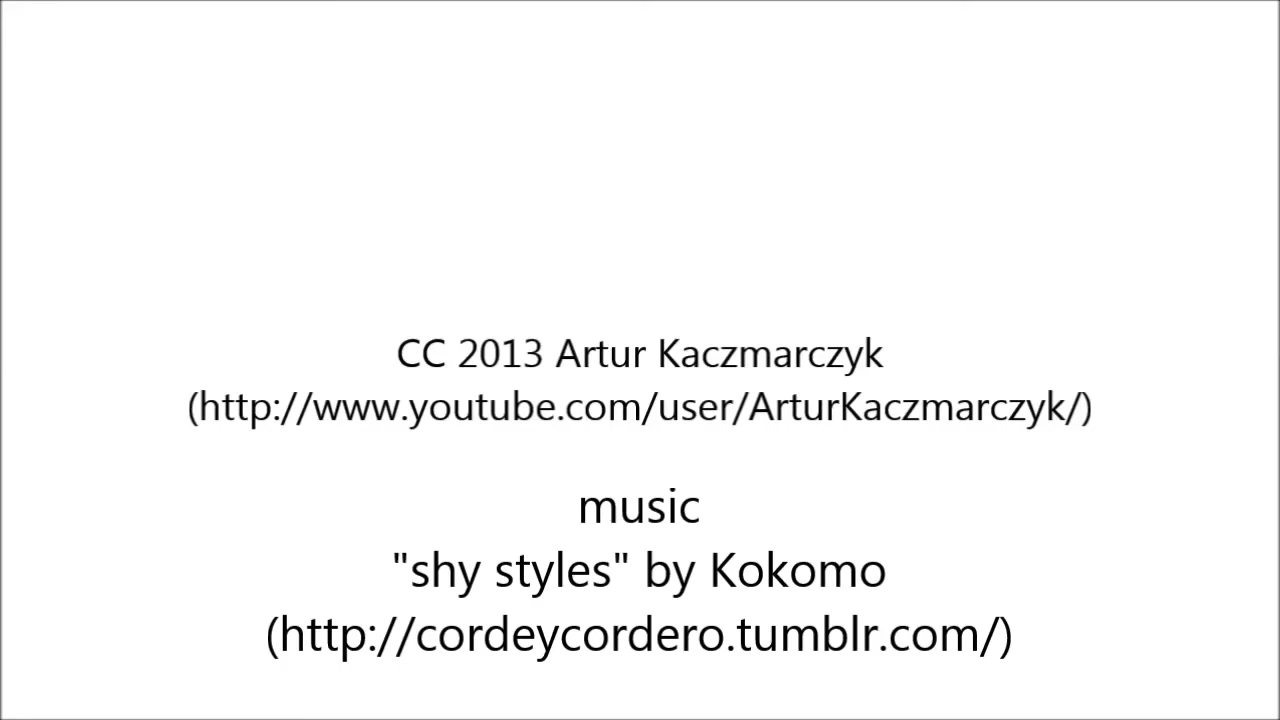 CC 2013 Artur Kaczmarczyk
(http://www.youtube.com/user/ArturKaczmarczyk/)
music
"shy styles" by Kokomo
(http://cordeycordero.tumblr.com/)